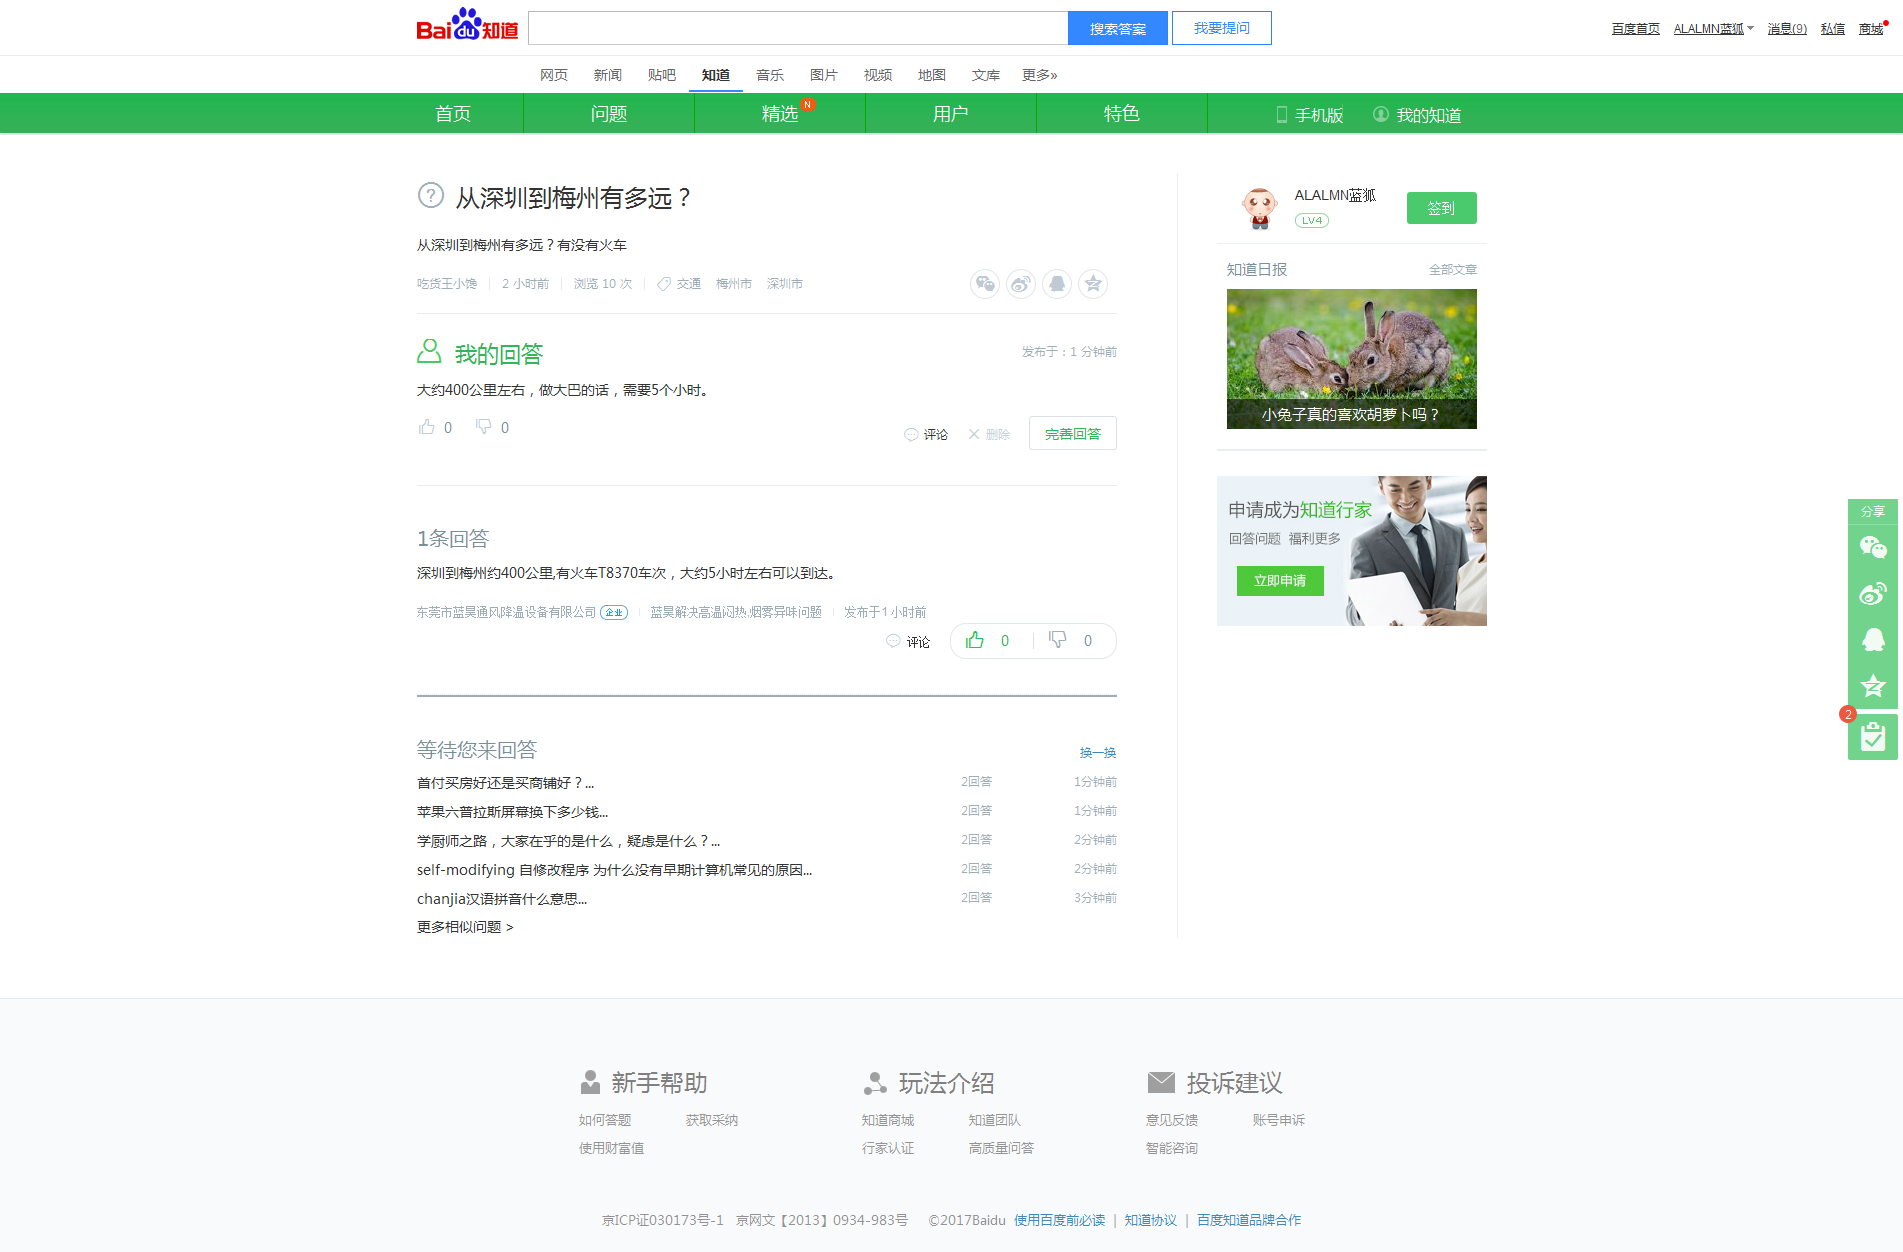 Bai du 知道
搜索答案 我要提问
百度首页 ALALMN蓝狐 消息(9) 私信 商城
网页 新闻 贴吧 知道 音乐 图片 视频 地图 文库 更多»
首页 问题 精选 N 用户 特色 手机版 我的知道
? 从深圳到梅州有多远？
从深圳到梅州有多远？有没有火车
吃货王小馋 2 小时前 浏览 10 次 交通 梅州市 深圳市
我的回答 发布于：1 分钟前
大约400公里左右，做大巴的话，需要5个小时。
0 0 评论 删除 完善回答
1条回答
深圳到梅州约400公里,有火车T8370车次，大约5小时左右可以到达。
东莞市蓝昊通风降温设备有限公司 企业 蓝昊解决高温闷热,烟雾异味问题 发布于1小时前
评论 0 0
等待您来回答 换一换
首付买房好还是买商铺好？... 2回答 1分钟前
苹果六普拉斯屏幕换下多少钱... 2回答 1分钟前
学厨师之路，大家在乎的是什么，疑虑是什么？... 2回答 2分钟前
self-modifying 自修改程序 为什么没有早期计算机常见的原因... 2回答 2分钟前
chanjia汉语拼音什么意思... 2回答 3分钟前
更多相似问题 >
ALALMN蓝狐
LV4
签到
知道日报 全部文章
小兔子真的喜欢胡萝卜吗？
申请成为知道行家
回答问题 福利更多
立即申请
分享
2
新手帮助
如何答题 获取采纳
使用财富值
玩法介绍
知道商城 知道团队
行家认证 高质量问答
投诉建议
意见反馈 账号申诉
智能咨询
京ICP证030173号-1 京网文【2013】0934-983号 ©2017Baidu 使用百度前必读 | 知道协议 | 百度知道品牌合作